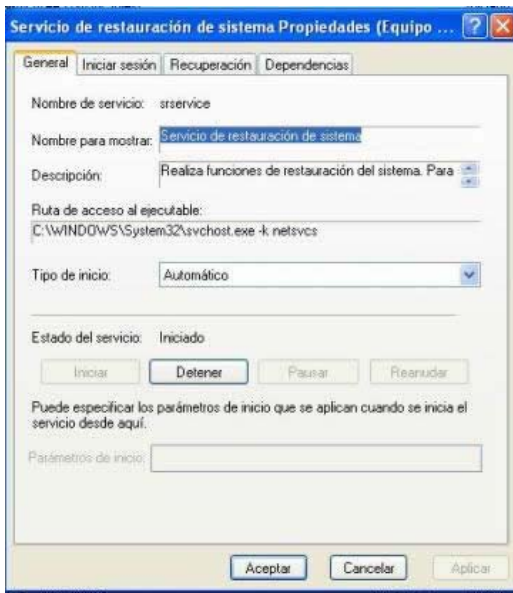 Servicio de restauración de sistema Propiedades (Equipo ...
General Iniciar sesión Recuperación Dependencias
Nombre de servicio: srservice
Nombre para mostrar: Servicio de restauración de sistema
Descripción: Realiza funciones de restauración del sistema. Para
Ruta de acceso al ejecutable:
C:\WINDOWS\System32\svchost.exe -k netsvcs
Tipo de inicio: Automático
Estado del servicio: Iniciado
Iniciar Detener Pausar Reanudar
Puede especificar los parámetros de inicio que se aplican cuando se inicia el
servicio desde aquí.
Parámetros de inicio:
Aceptar Cancelar Aplicar